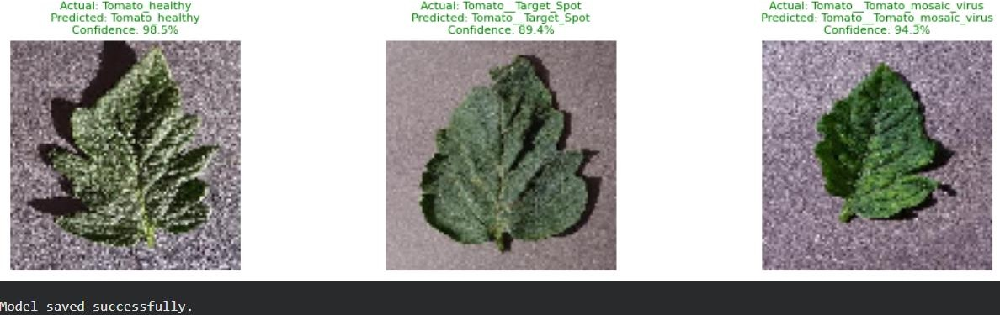 Actual: Tomato_healthy
Predicted: Tomato_healthy
Confidence: 98.5%
Actual: Tomato__Target_Spot
Predicted: Tomato__Target_Spot
Confidence: 89.4%
Actual: Tomato__Tomato_mosaic_virus
Predicted: Tomato__Tomato_mosaic_virus
Confidence: 94.3%
Model saved successfully.